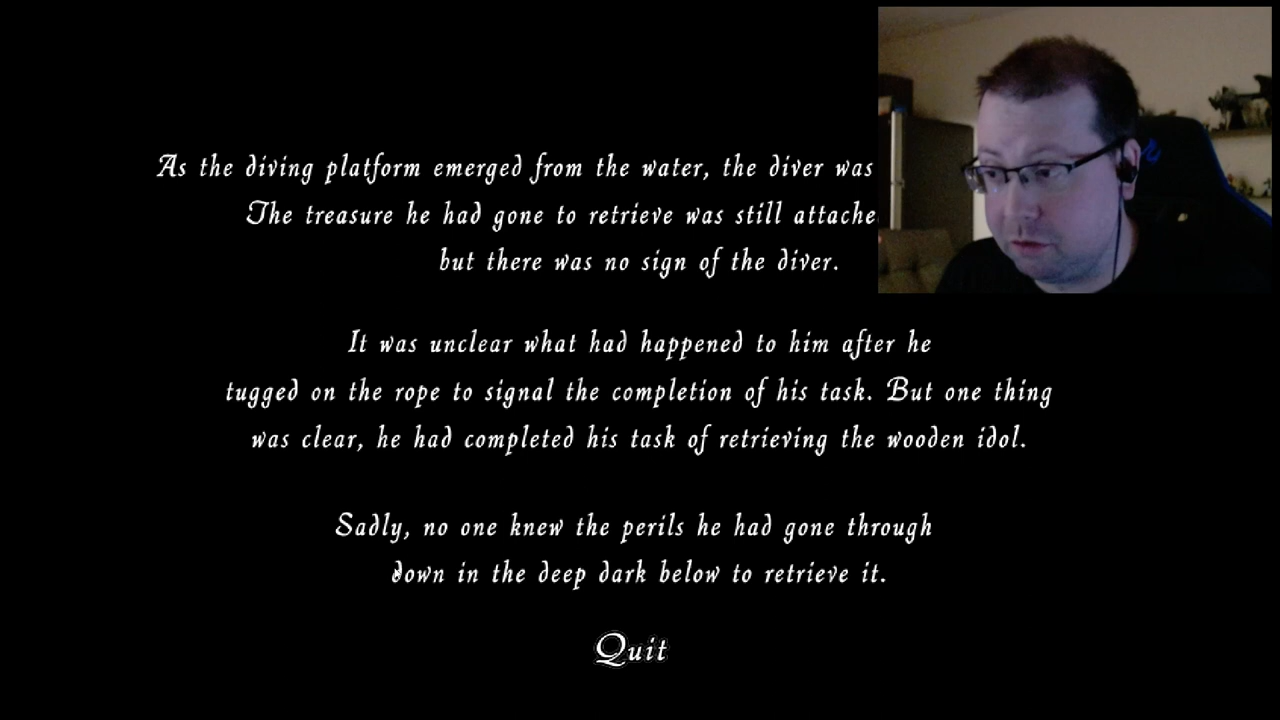 As the diving platform emerged from the water, the diver was
The treasure he had gone to retrieve was still
but there was no sign of the diver.
It was unclear what had happened to him after he
tugged on the rope to signal the completion of his task. But one thing
was clear, he had completed his task of retrieving the wooden idol.
Sadly, no one knew the perils he had gone through
down in the deep dark below to retrieve it.
Quit